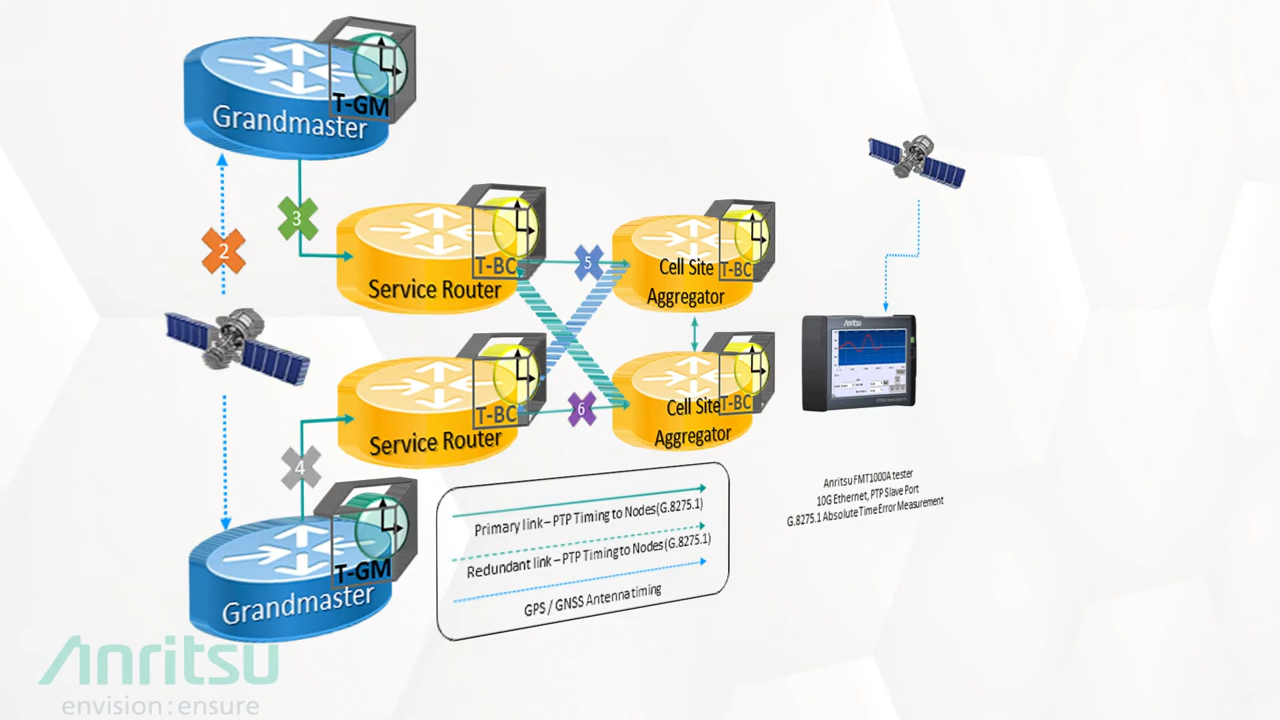 T-GM
Grandmaster
3
2
T-BC
Service Router
5
T-BC
Cell Site
Aggregator
Anritsu
T-BC
Service Router
6
T-BC
Cell Site
Aggregator
4
T-GM
Grandmaster
Primary link – PTP Timing to Nodes(G.8275.1)
Redundant link – PTP Timing to Nodes (G.8275.1)
GPS / GNSS Antenna timing
Anritsu FMT1000A tester
10G Ethernet, PTP Slave Port
G.8275.1 Absolute Time Error Measurement
Anritsu
envision : ensure